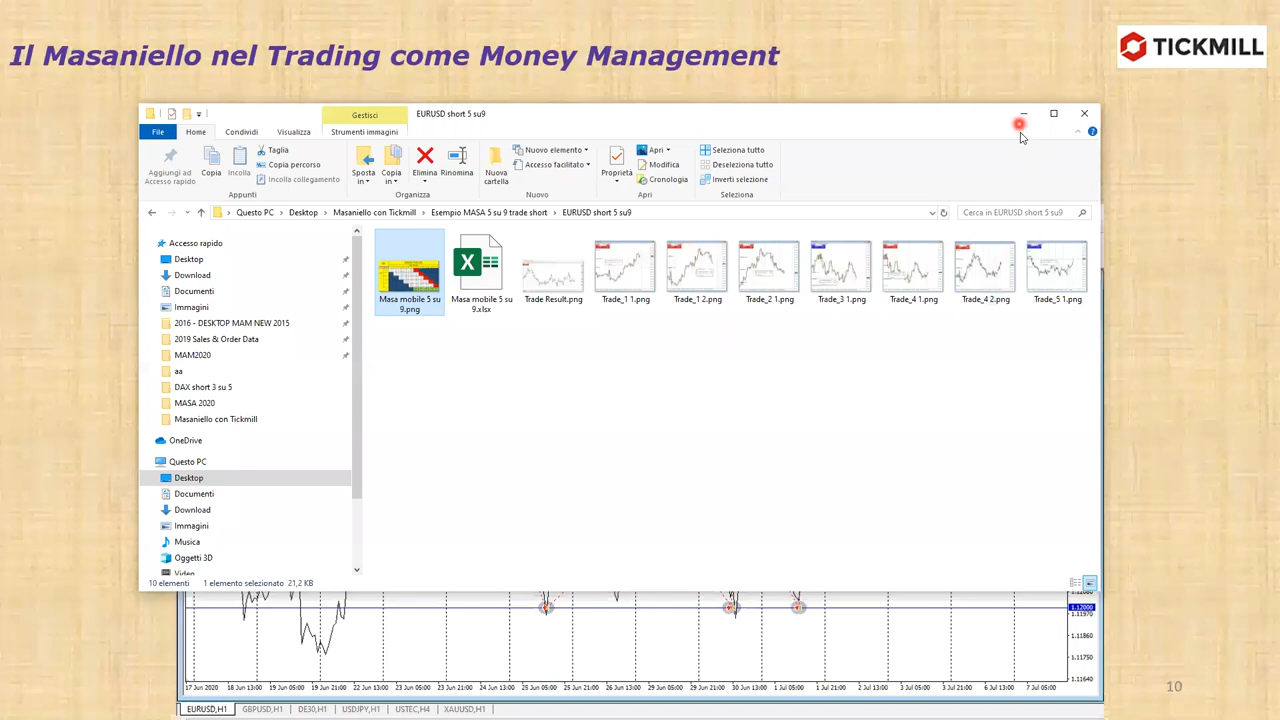 Il Masaniello nel Trading come Money Management
TICKMILL
Gestisci
EURUSD short 5 su9
File
Home
Condividi
Visualizza
Strumenti immagini
Aggiungi ad
Accesso rapido
Copia
Incolla
Taglia
Copia percorso
Incolla collegamento
Appunti
Sposta
in
Copia
in
Elimina
Rinomina
Organizza
Nuova
cartella
Nuovo elemento
Accesso facilitato
Nuovo
Proprietà
Apri
Modifica
Cronologia
Apri
Seleziona tutto
Deseleziona tutto
Inverti selezione
Selezione
Questo PC
Desktop
Masaniello con Tickmill
Esempio MASA 5 su 9 trade short
EURUSD short 5 su9
Cerca in EURUSD short 5 su9
Accesso rapido
Desktop
Download
Documenti
Immagini
2016 - DESKTOP MAM NEW 2015
2019 Sales & Order Data
MAM2020
aa
DAX short 3 su 5
MASA 2020
Masaniello con Tickmill
OneDrive
Questo PC
Desktop
Documenti
Download
Immagini
Musica
Oggetti 3D
Video
Masa mobile 5 su
9.png
Masa mobile 5 su
9.xlsx
Trade Result.png
Trade_1 1.png
Trade_1 2.png
Trade_2 1.png
Trade_3 1.png
Trade_4 1.png
Trade_4 2.png
Trade_5 1.png
10 elementi
1 elemento selezionato 21,2 KB
1.12000
1.11970
1.11860
1.11750
1.11640
17 Jun 2020
18 Jun 13:00
19 Jun 05:00
19 Jun 21:00
22 Jun 13:00
23 Jun 05:00
23 Jun 21:00
24 Jun 13:00
25 Jun 05:00
25 Jun 21:00
26 Jun 13:00
29 Jun 05:00
29 Jun 21:00
30 Jun 13:00
1 Jul 05:00
1 Jul 21:00
2 Jul 13:00
3 Jul 05:00
3 Jul 21:00
6 Jul 13:00
7 Jul 05:00
EURUSD,H1
GBPUSD,H1
DE30,H1
USDJPY,H1
USTEC,H4
XAUUSD,H1
10